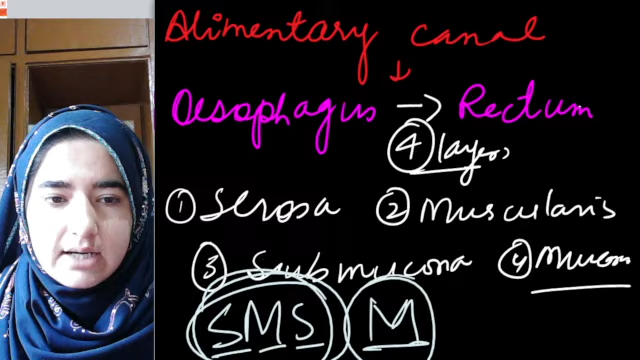 Alimentary canal
↓
Oesophagus → Rectum
4 layers
① Serosa ② Muscularis
③ Submucosa ④ Mucosa
SMS M